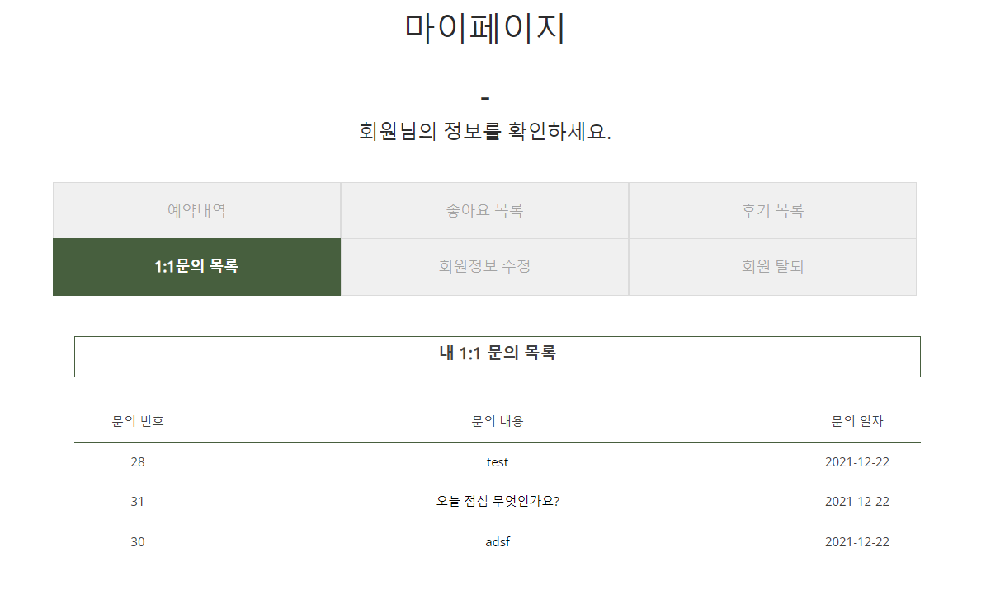 마이페이지
-
회원님의 정보를 확인하세요.
예약내역 좋아요 목록 후기 목록
1:1문의 목록 회원정보 수정 회원 탈퇴
내 1:1 문의 목록
문의 번호 문의 내용 문의 일자
28 test 2021-12-22
31 오늘 점심 무엇인가요? 2021-12-22
30 adsf 2021-12-22